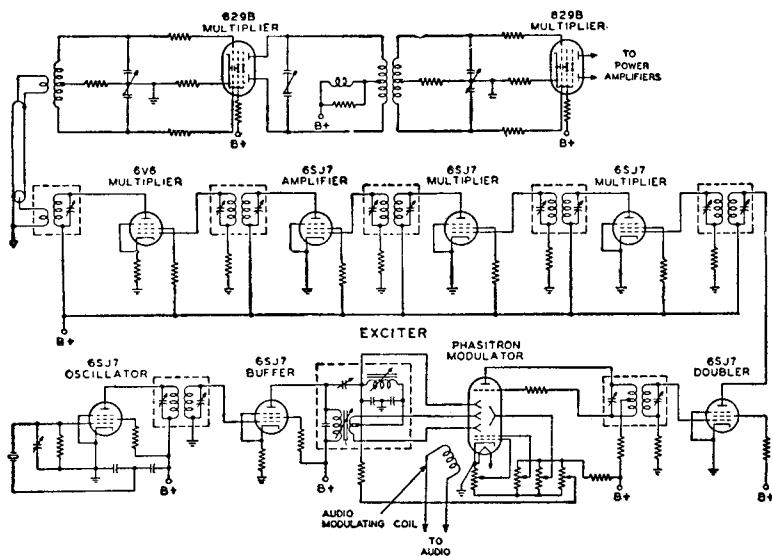 829B
MULTIPLIER
829B
MULTIPLIER
TO
POWER
AMPLIFIERS
B+
B+
B+
6V6
MULTIPLIER
6SJ7
AMPLIFIER
6SJ7
MULTIPLIER
6SJ7
MULTIPLIER
B+
EXCITER
6SJ7
OSCILLATOR
6SJ7
BUFFER
PHASITRON
MODULATOR
6SJ7
DOUBLER
B+
B+
B+
B+
AUDIO
MODULATING COIL
TO
AUDIO